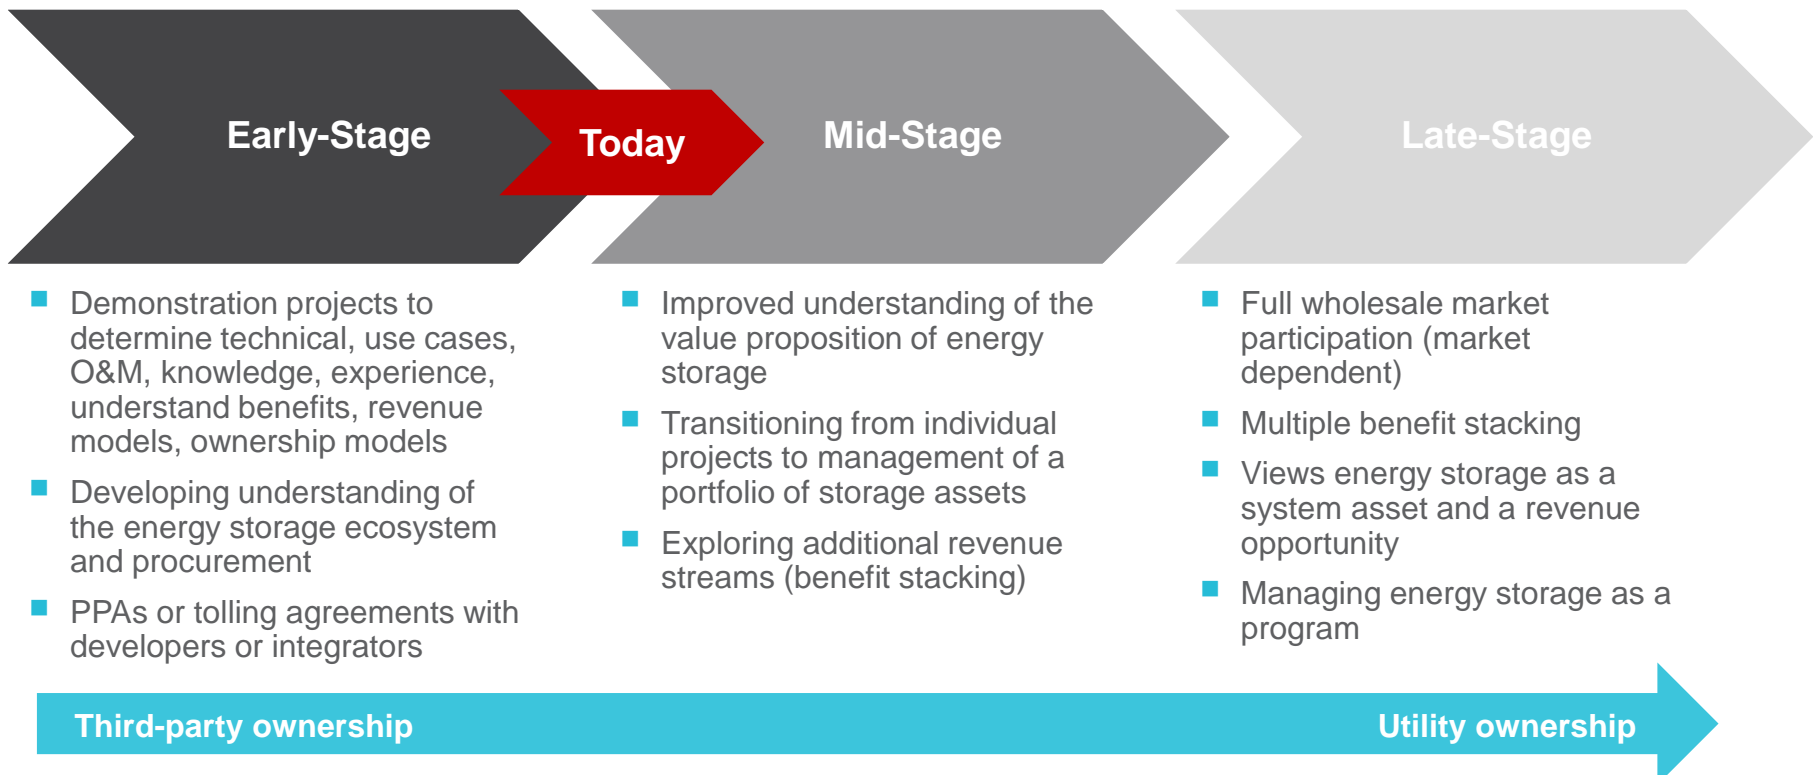 Early-Stage
Today
Mid-Stage
Late-Stage
Demonstration projects to
determine technical, use cases,
O&M, knowledge, experience,
understand benefits, revenue
models, ownership models
Developing understanding of
the energy storage ecosystem
and procurement
PPAs or tolling agreements with
developers or integrators
Improved understanding of the
value proposition of energy
storage
Transitioning from individual
projects to management of a
portfolio of storage assets
Exploring additional revenue
streams (benefit stacking)
Full wholesale market
participation (market
dependent)
Multiple benefit stacking
Views energy storage as a
system asset and a revenue
opportunity
Managing energy storage as a
program
Third-party ownership
Utility ownership